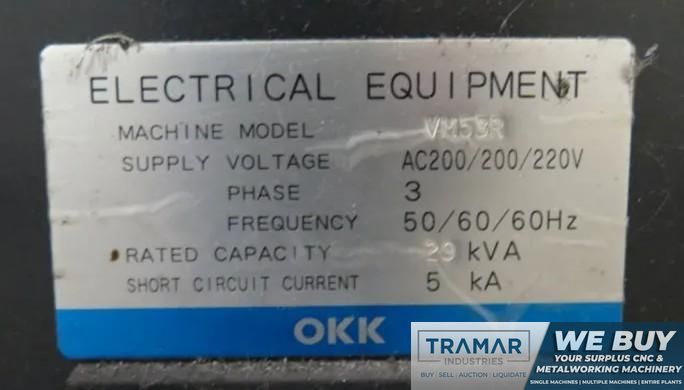 ELECTRICAL EQUIPMENT
MACHINE MODEL VM53R
SUPPLY VOLTAGE AC200/200/220V
PHASE 3
FREQUENCY 50/60/60Hz
RATED CAPACITY 29 kVA
SHORT CIRCUIT CURRENT 5 kA
OKK
TRAMAR
INDUSTRIES
BUY | SELL | AUCTION | LIQUIDATE
WE BUY
YOUR SURPLUS CNC &
METALWORKING MACHINERY
SINGLE MACHINES | MULTIPLE MACHINES | ENTIRE PLANTS